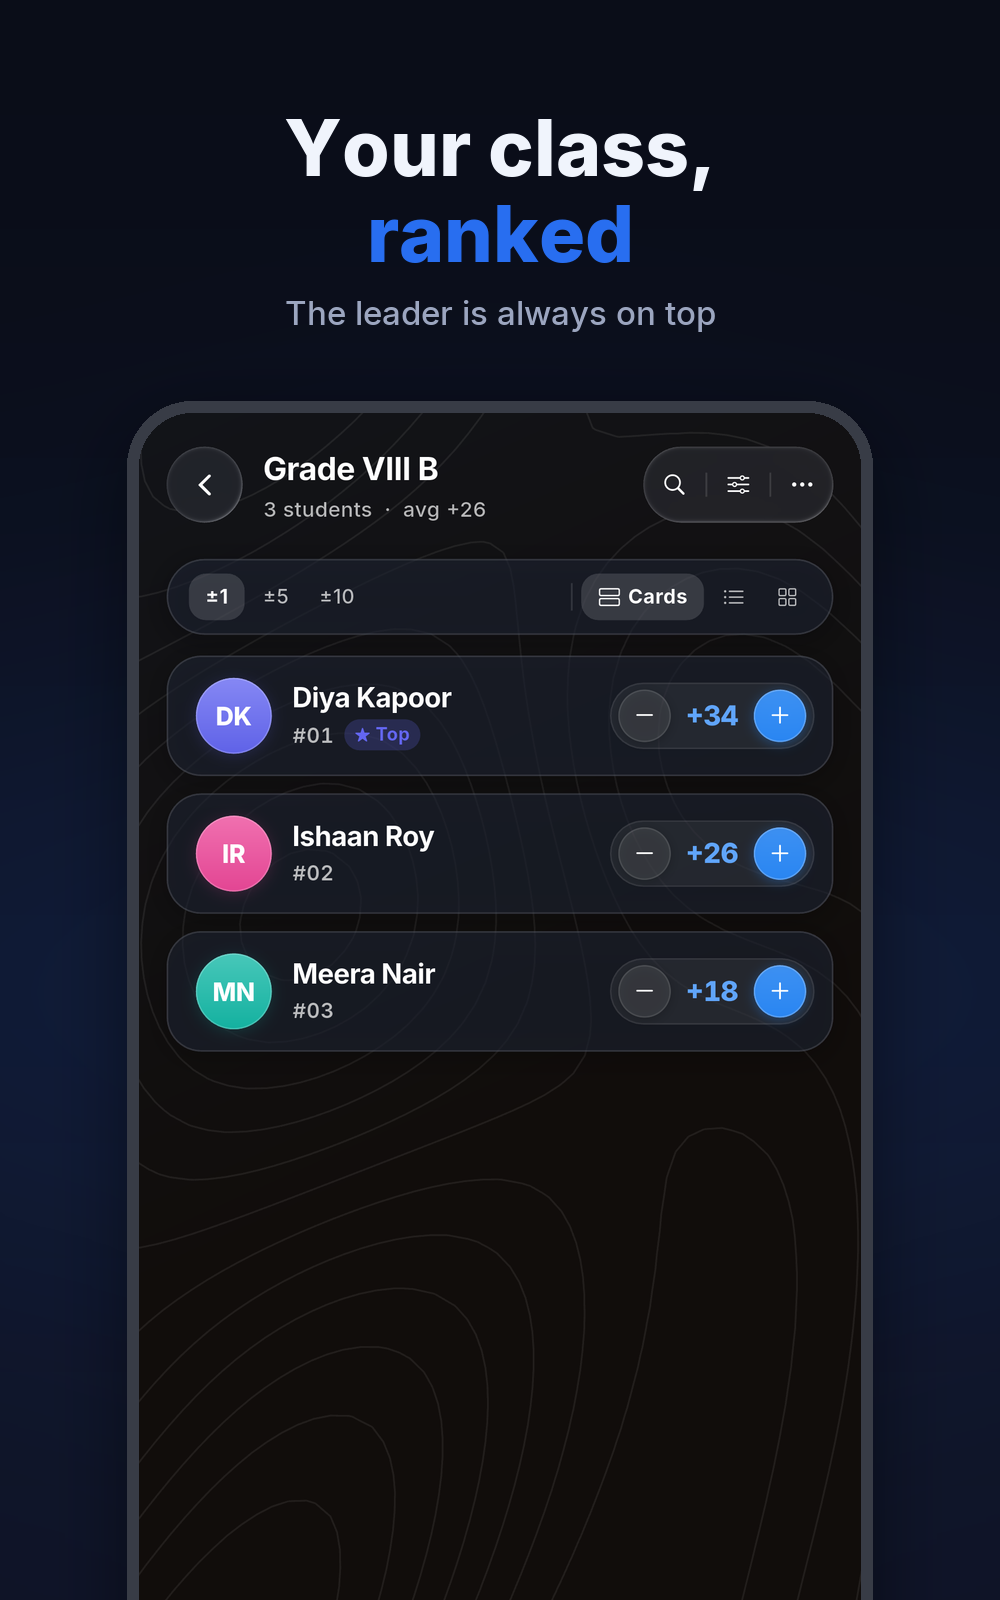 Your class,
ranked
The leader is always on top
Grade VIII B
3 students · avg +26
±1 ±5 ±10 Cards
DK Diya Kapoor
#01 ★ Top
− +34 +
IR Ishaan Roy
#02
− +26 +
MN Meera Nair
#03
− +18 +